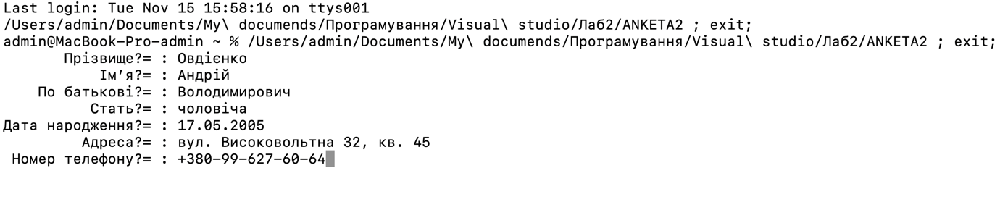 Last login: Tue Nov 15 15:58:16 on ttys001
/Users/admin/Documents/My\ documends/Програмування/Visual\ studio/Лаб2/ANKETA2 ; exit;
admin@MacBook-Pro-admin ~ % /Users/admin/Documents/My\ documends/Програмування/Visual\ studio/Лаб2/ANKETA2 ; exit;
Прізвище?= : Овдієнко
Ім’я?= : Андрій
По батькові?= : Володимирович
Стать?= : чоловіча
Дата народження?= : 17.05.2005
Адреса?= : вул. Високовольтна 32, кв. 45
Номер телефону?= : +380-99-627-60-64